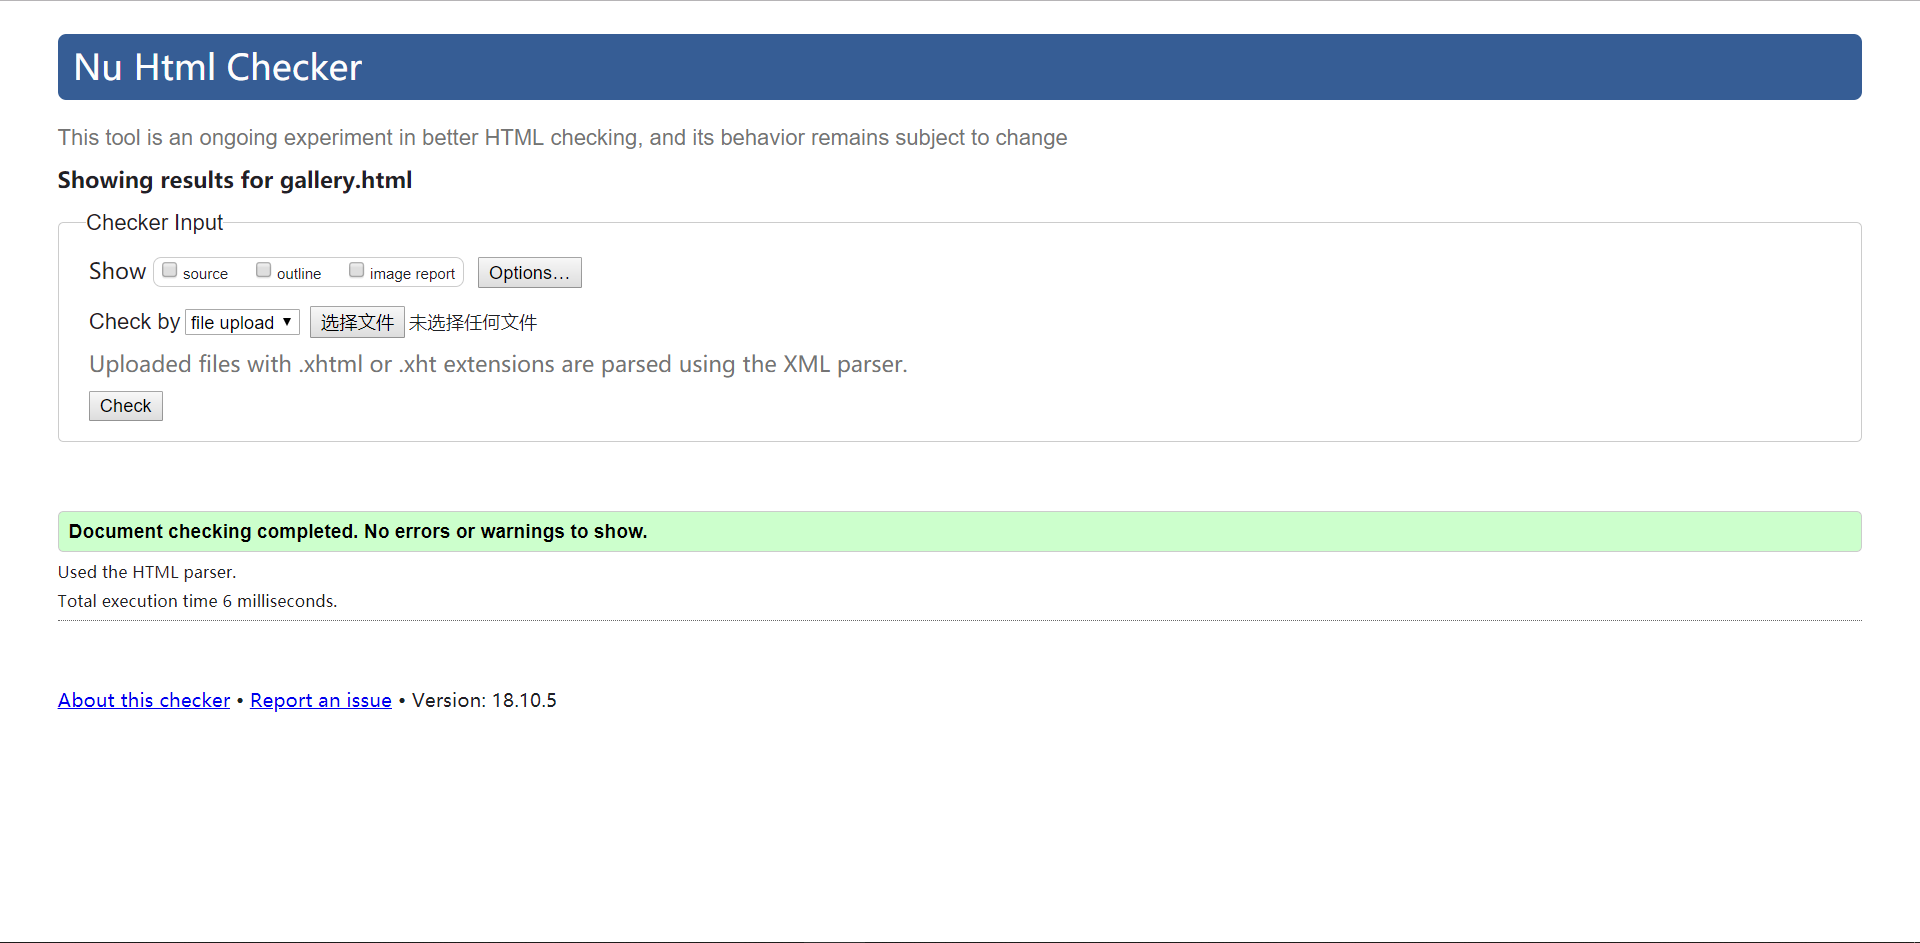 Nu Html Checker
This tool is an ongoing experiment in better HTML checking, and its behavior remains subject to change
Showing results for gallery.html
Checker Input
Show source outline image report Options...
Check by file upload 选择文件 未选择任何文件
Uploaded files with .xhtml or .xht extensions are parsed using the XML parser.
Check
Document checking completed. No errors or warnings to show.
Used the HTML parser.
Total execution time 6 milliseconds.
About this checker • Report an issue • Version: 18.10.5